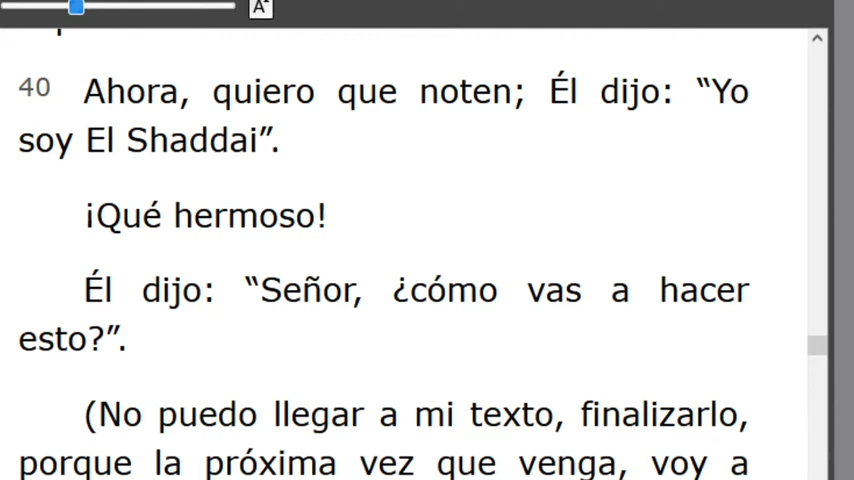 A
40 Ahora, quiero que noten; Él dijo: “Yo
soy El Shaddai”.
¡Qué hermoso!
Él dijo: “Señor, ¿cómo vas a hacer
esto?”.
(No puedo llegar a mi texto, finalizarlo,
porque la próxima vez que venga, voy a